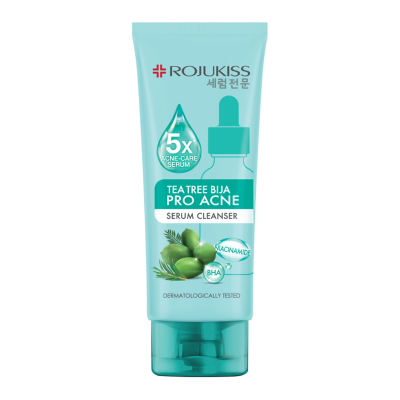 ROJUKISS
세럼전문
5x
ACNE-CARE
SERUM
TEA TREE BIJA
PRO ACNE
SERUM CLEANSER
NIACINAMIDE
BHA
DERMATOLOGICALLY TESTED